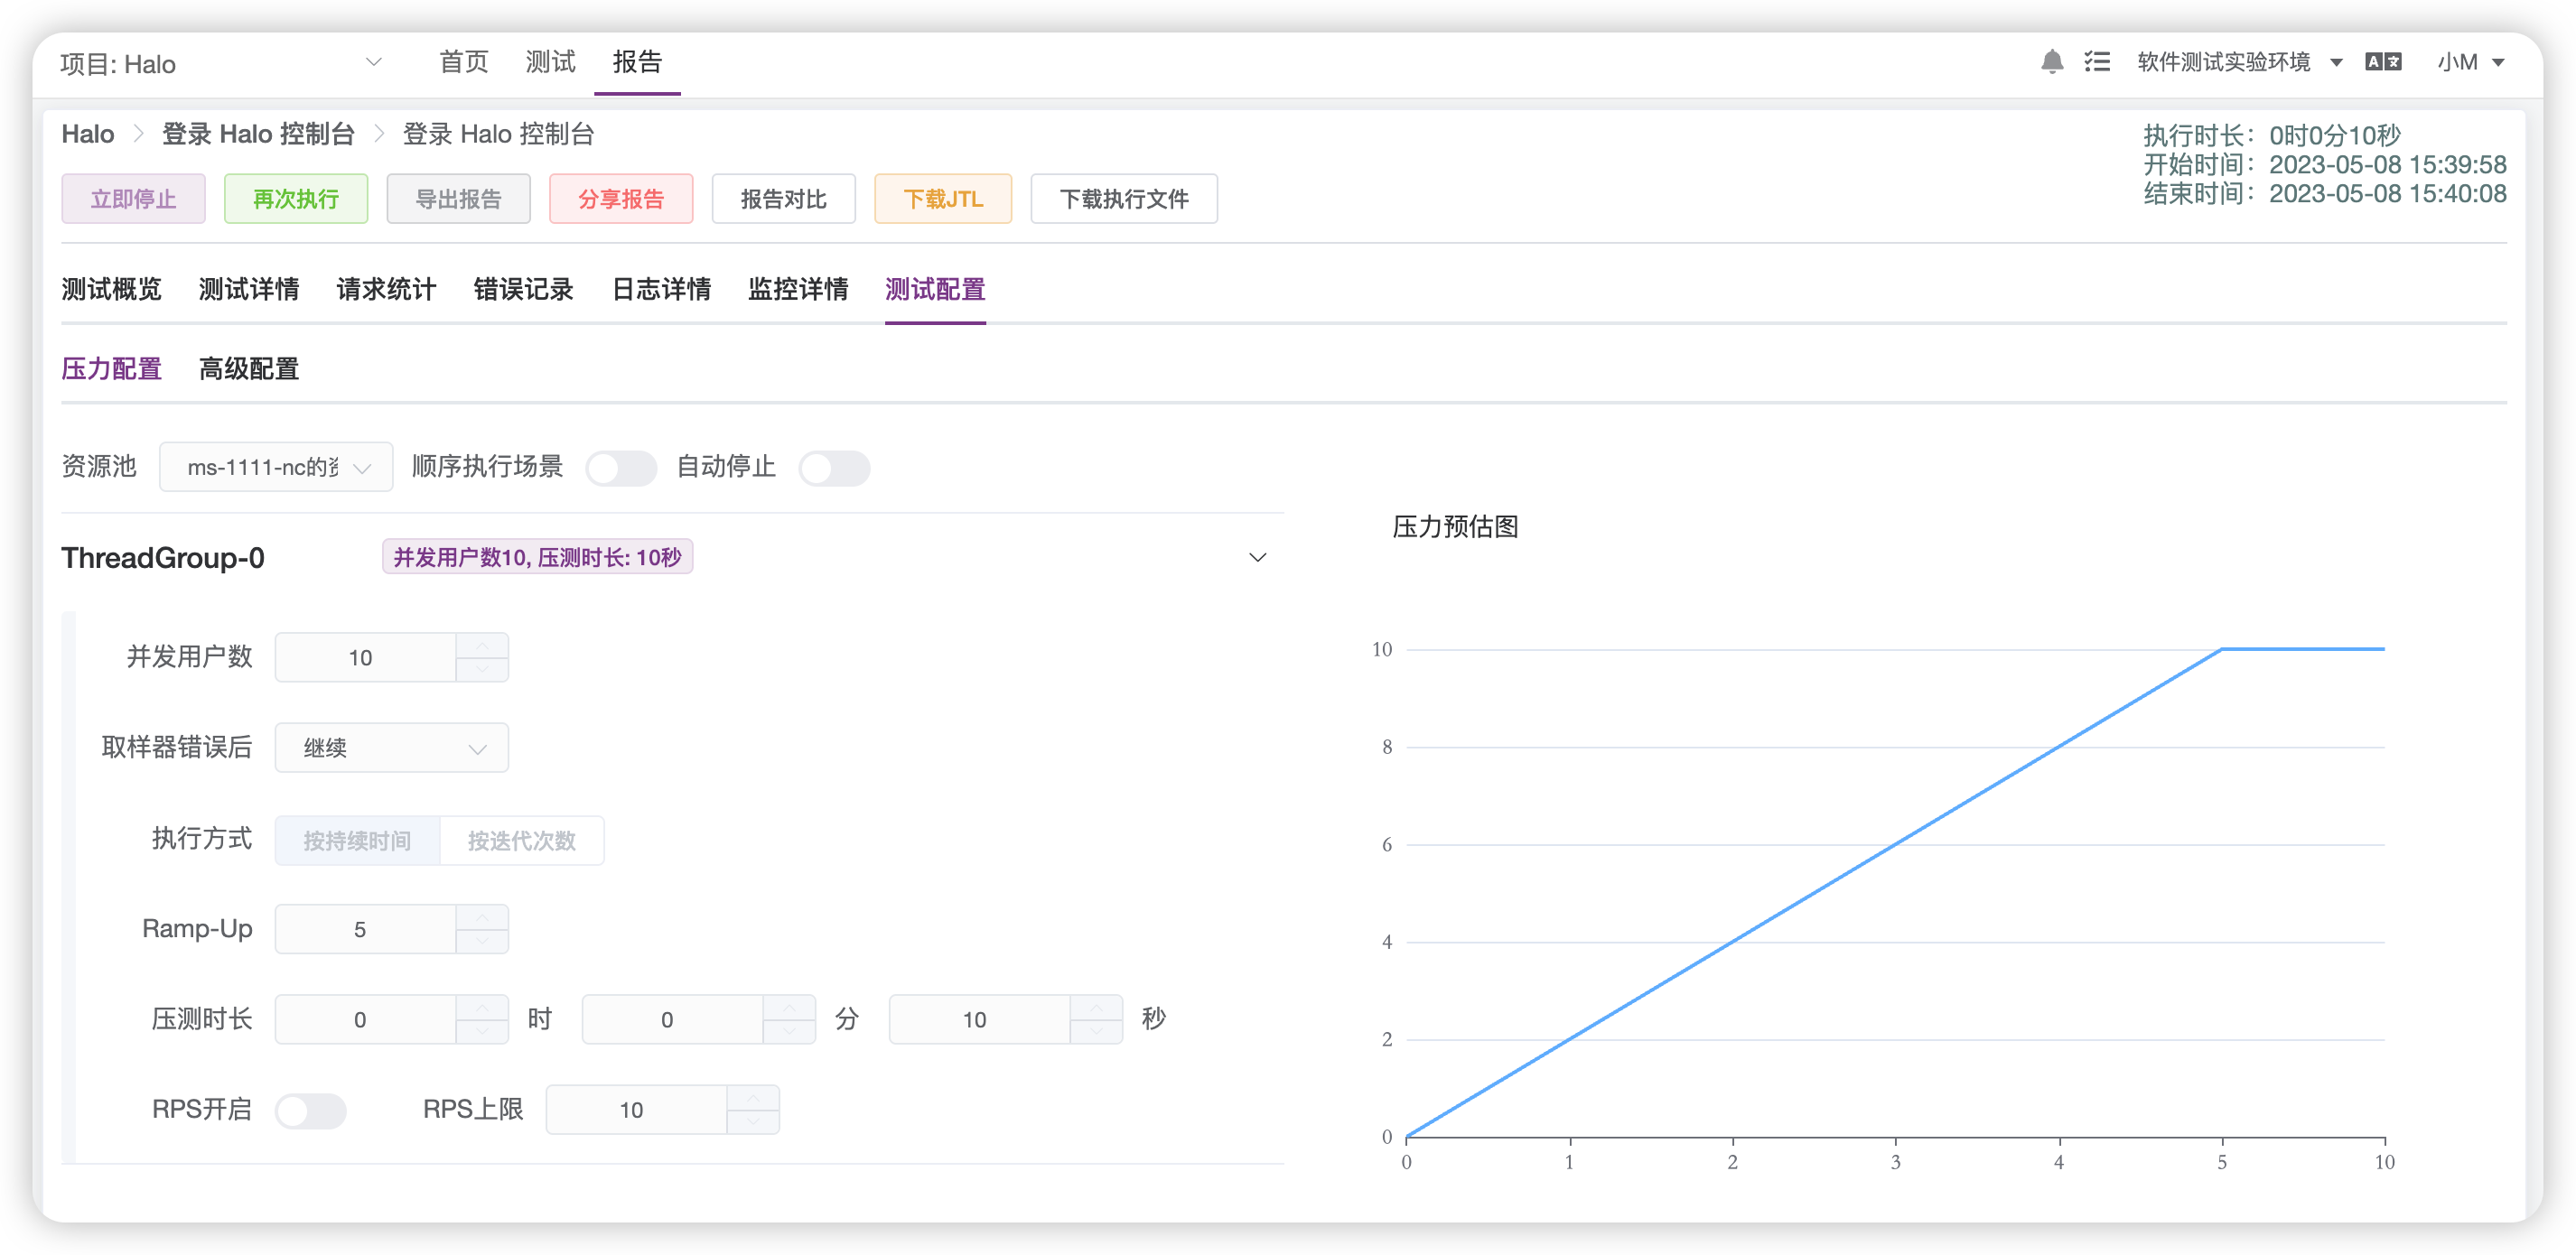 项目: Halo 首页 测试 报告 软件测试实验环境 小M
Halo 登录 Halo 控制台 登录 Halo 控制台
执行时长：0时0分10秒
开始时间：2023-05-08 15:39:58
结束时间：2023-05-08 15:40:08
立即停止 再次执行 导出报告 分享报告 报告对比 下载JTL 下载执行文件
测试概览 测试详情 请求统计 错误记录 日志详情 监控详情 测试配置
压力配置 高级配置
资源池 ms-1111-nc的 顺序执行场景 自动停止
ThreadGroup-0 并发用户数10, 压测时长: 10秒
并发用户数 10
取样器错误后 继续
执行方式 按持续时间 按迭代次数
Ramp-Up 5
压测时长 0 时 0 分 10 秒
RPS开启 RPS上限 10
压力预估图
10
8
6
4
2
0
0 1 2 3 4 5 10